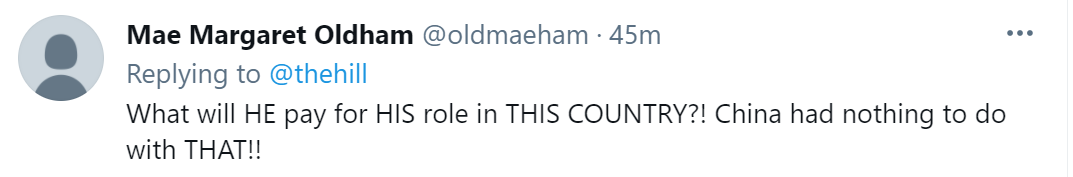 Mae Margaret Oldham @oldmaeham · 45m
Replying to @thehill
What will HE pay for HIS role in THIS COUNTRY?! China had nothing to do
with THAT!!